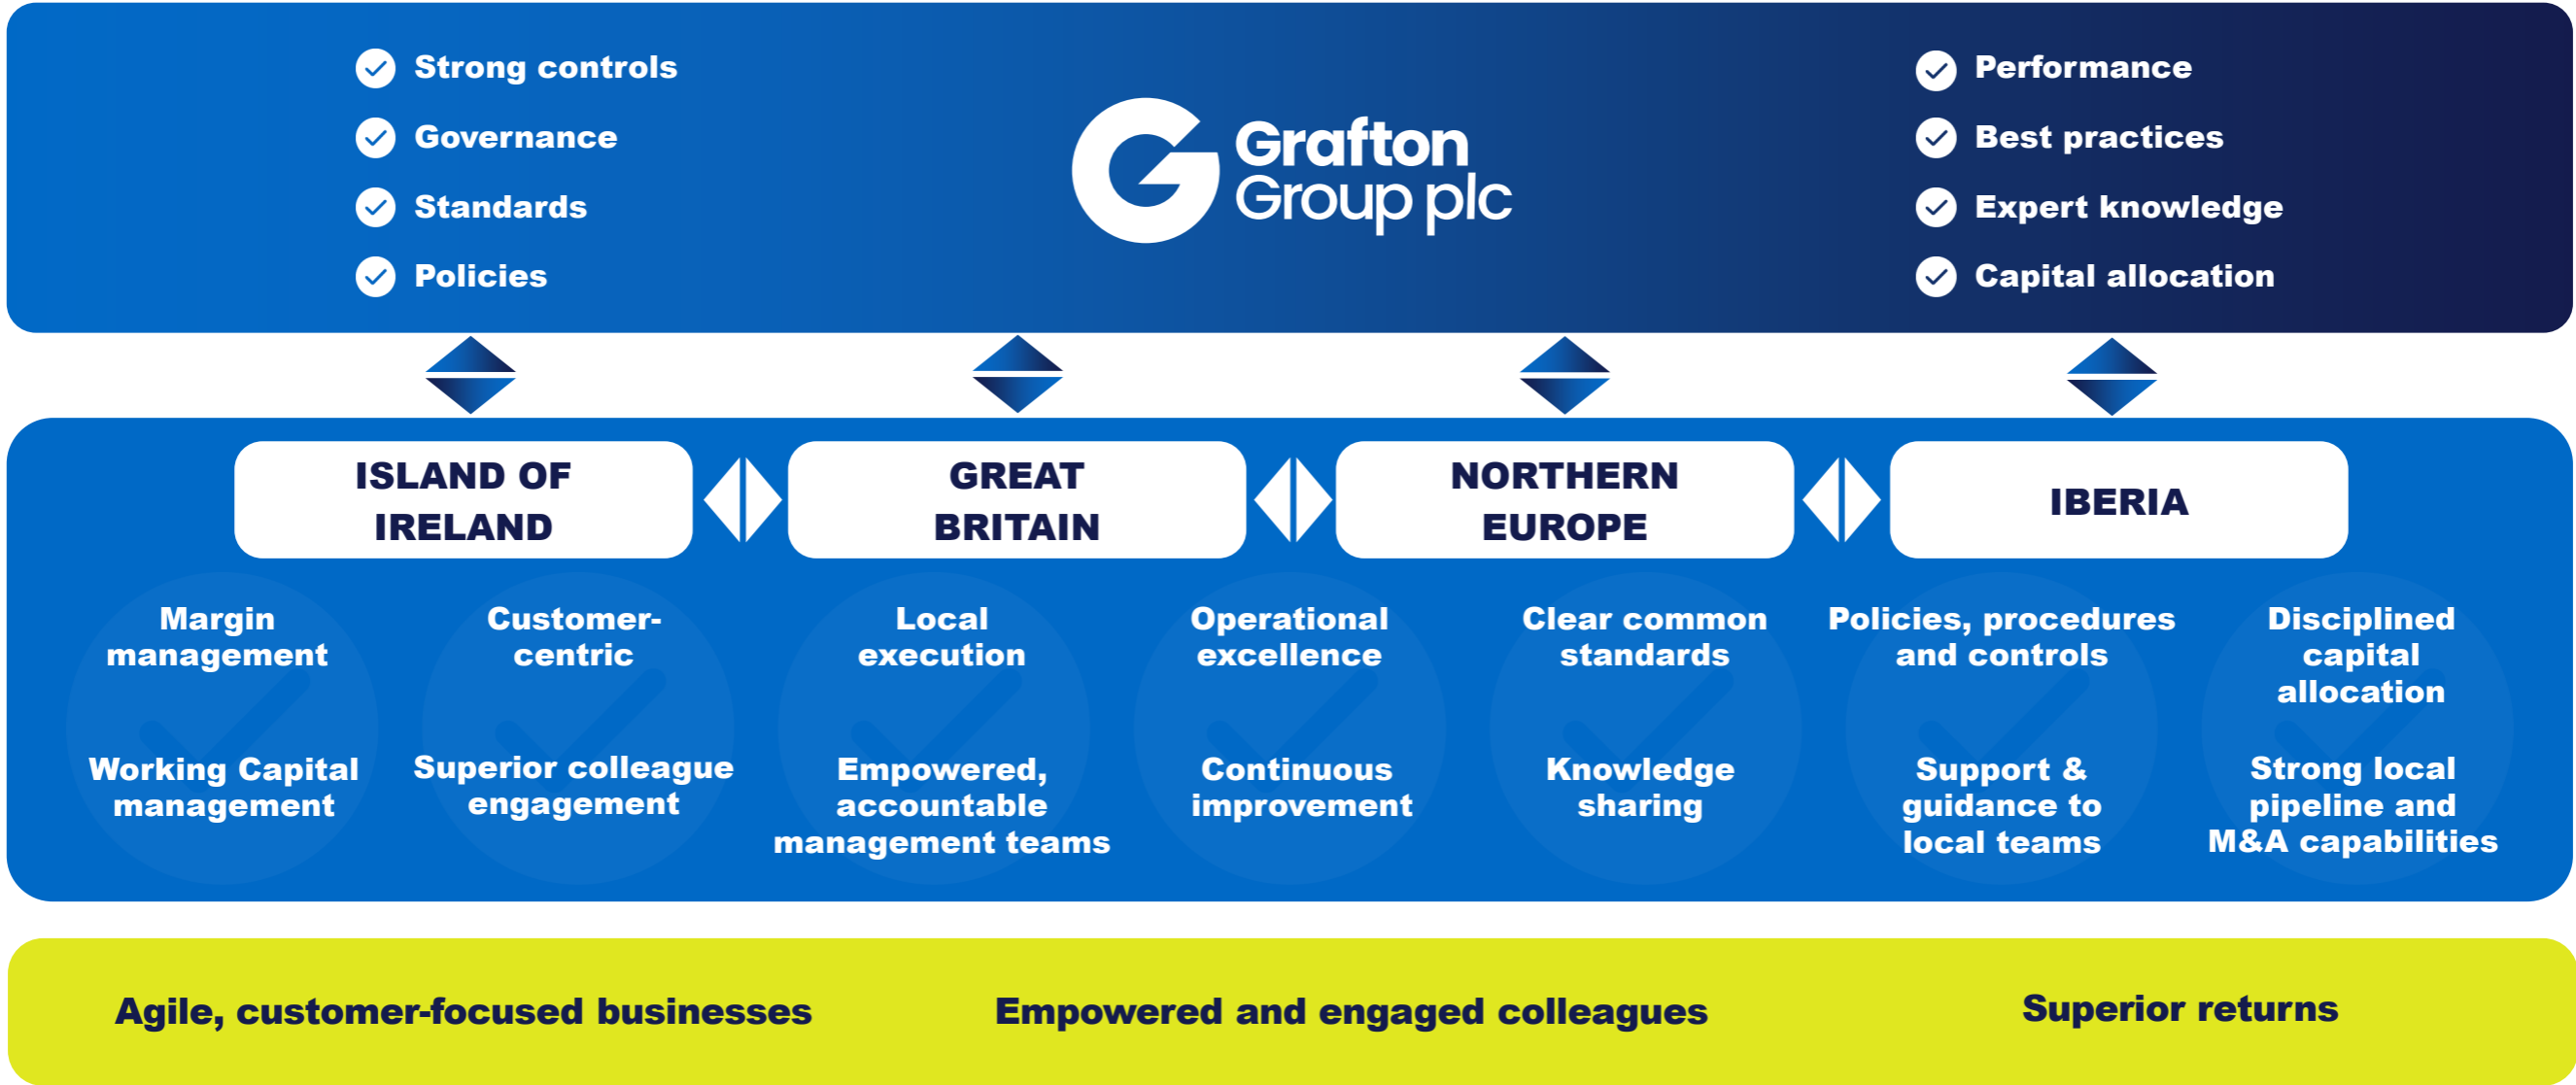 Strong controls
Governance
Standards
Policies
Grafton
Group plc
Performance
Best practices
Expert knowledge
Capital allocation
ISLAND OF
IRELAND
GREAT
BRITAIN
NORTHERN
EUROPE
IBERIA
Margin
management
Customer-
centric
Local
execution
Operational
excellence
Clear common
standards
Policies, procedures
and controls
Disciplined
capital
allocation
Working Capital
management
Superior colleague
engagement
Empowered,
accountable
management teams
Continuous
improvement
Knowledge
sharing
Support &
guidance to
local teams
Strong local
pipeline and
M&A capabilities
Agile, customer-focused businesses
Empowered and engaged colleagues
Superior returns